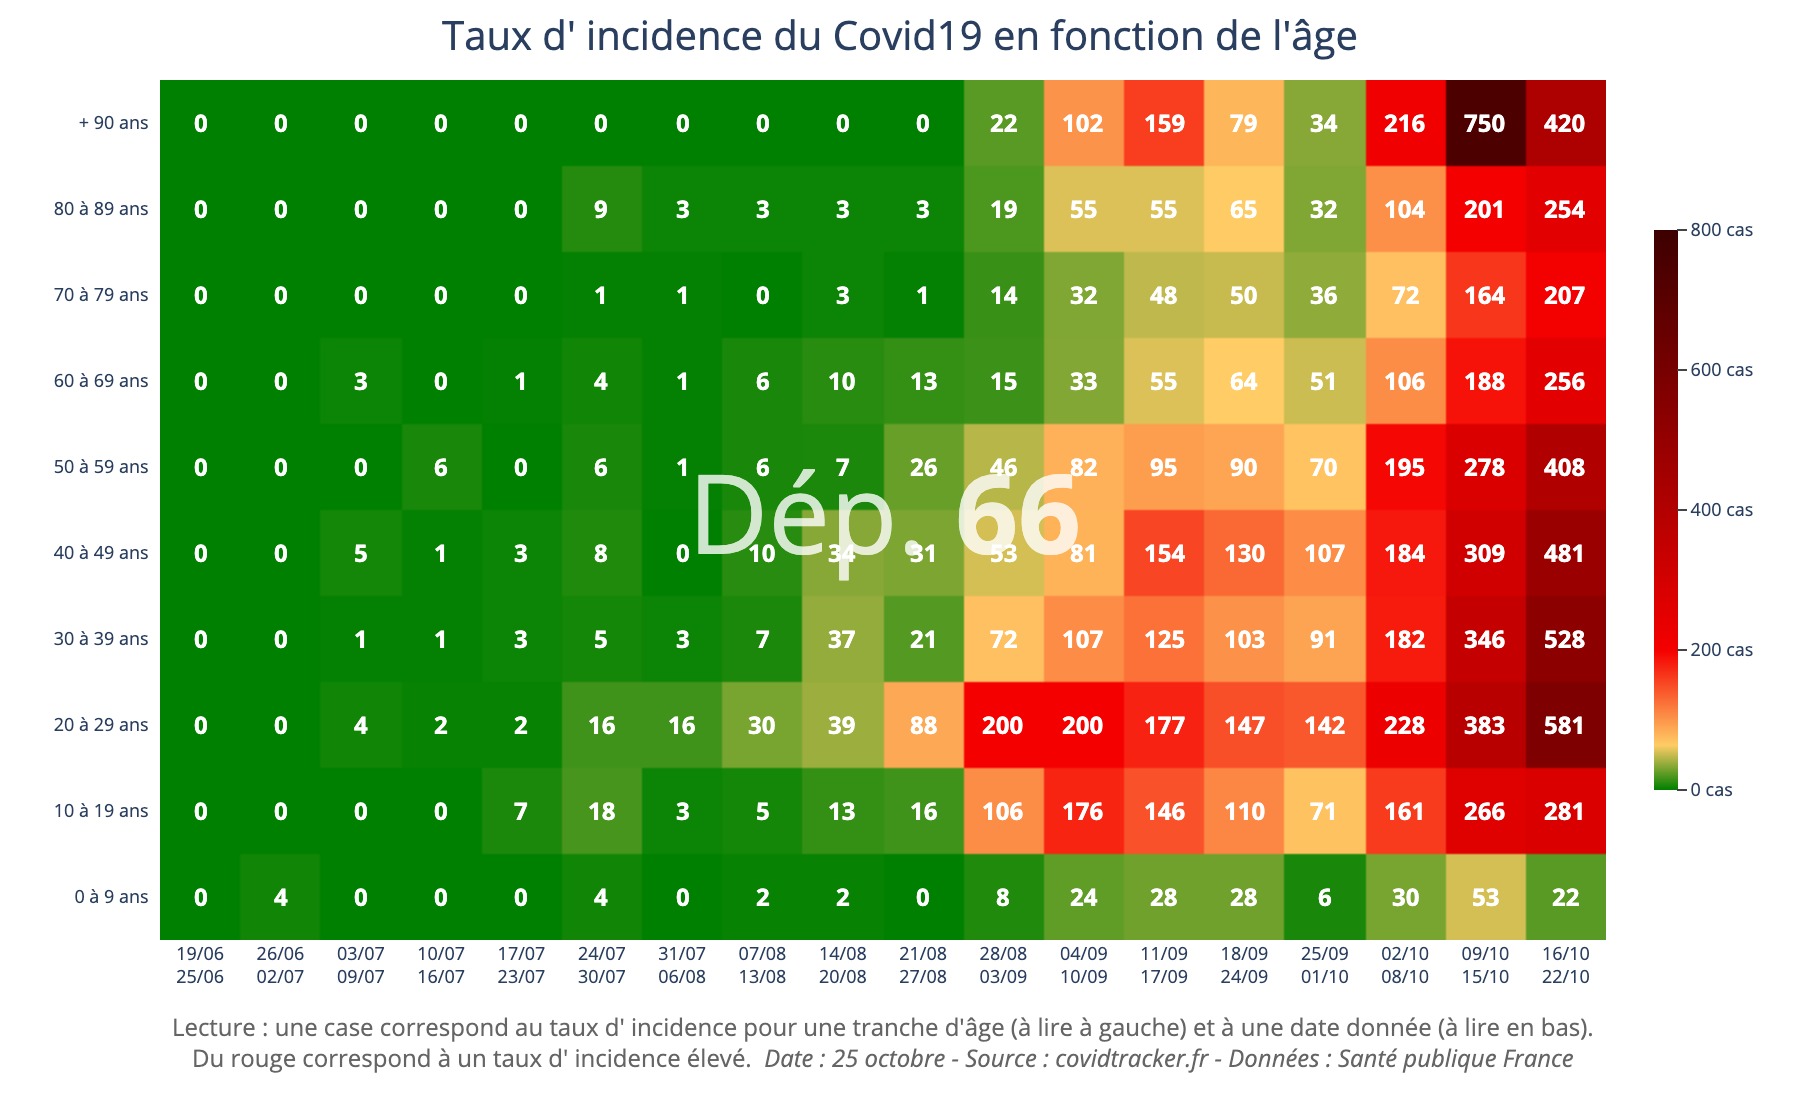 Taux d' incidence du Covid19 en fonction de l'âge
+ 90 ans 0 0 0 0 0 0 0 0 0 0 22 102 159 79 34 216 750 420
80 à 89 ans 0 0 0 0 0 9 3 3 3 3 19 55 55 65 32 104 201 254
70 à 79 ans 0 0 0 0 0 1 1 0 3 1 14 32 48 50 36 72 164 207
60 à 69 ans 0 0 3 0 1 4 1 6 10 13 15 33 55 64 51 106 188 256
50 à 59 ans 0 0 0 6 0 6 1 6 7 26 46 82 95 90 70 195 278 408
Dép. 66
40 à 49 ans 0 0 5 1 3 8 0 10 34 31 53 81 154 130 107 184 309 481
30 à 39 ans 0 0 1 1 3 5 3 7 37 21 72 107 125 103 91 182 346 528
20 à 29 ans 0 0 4 2 2 16 16 30 39 88 200 200 177 147 142 228 383 581
10 à 19 ans 0 0 0 0 7 18 3 5 13 16 106 176 146 110 71 161 266 281
0 à 9 ans 0 4 0 0 0 4 0 2 2 0 8 24 28 28 6 30 53 22
19/06 26/06 03/07 10/07 17/07 24/07 31/07 07/08 14/08 21/08 28/08 04/09 11/09 18/09 25/09 02/10 09/10 16/10
25/06 02/07 09/07 16/07 23/07 30/07 06/08 13/08 20/08 27/08 03/09 10/09 17/09 24/09 01/10 08/10 15/10 22/10
800 cas
600 cas
400 cas
200 cas
0 cas
Lecture : une case correspond au taux d' incidence pour une tranche d'âge (à lire à gauche) et à une date donnée (à lire en bas).
Du rouge correspond à un taux d' incidence élevé. Date : 25 octobre - Source : covidtracker.fr - Données : Santé publique France